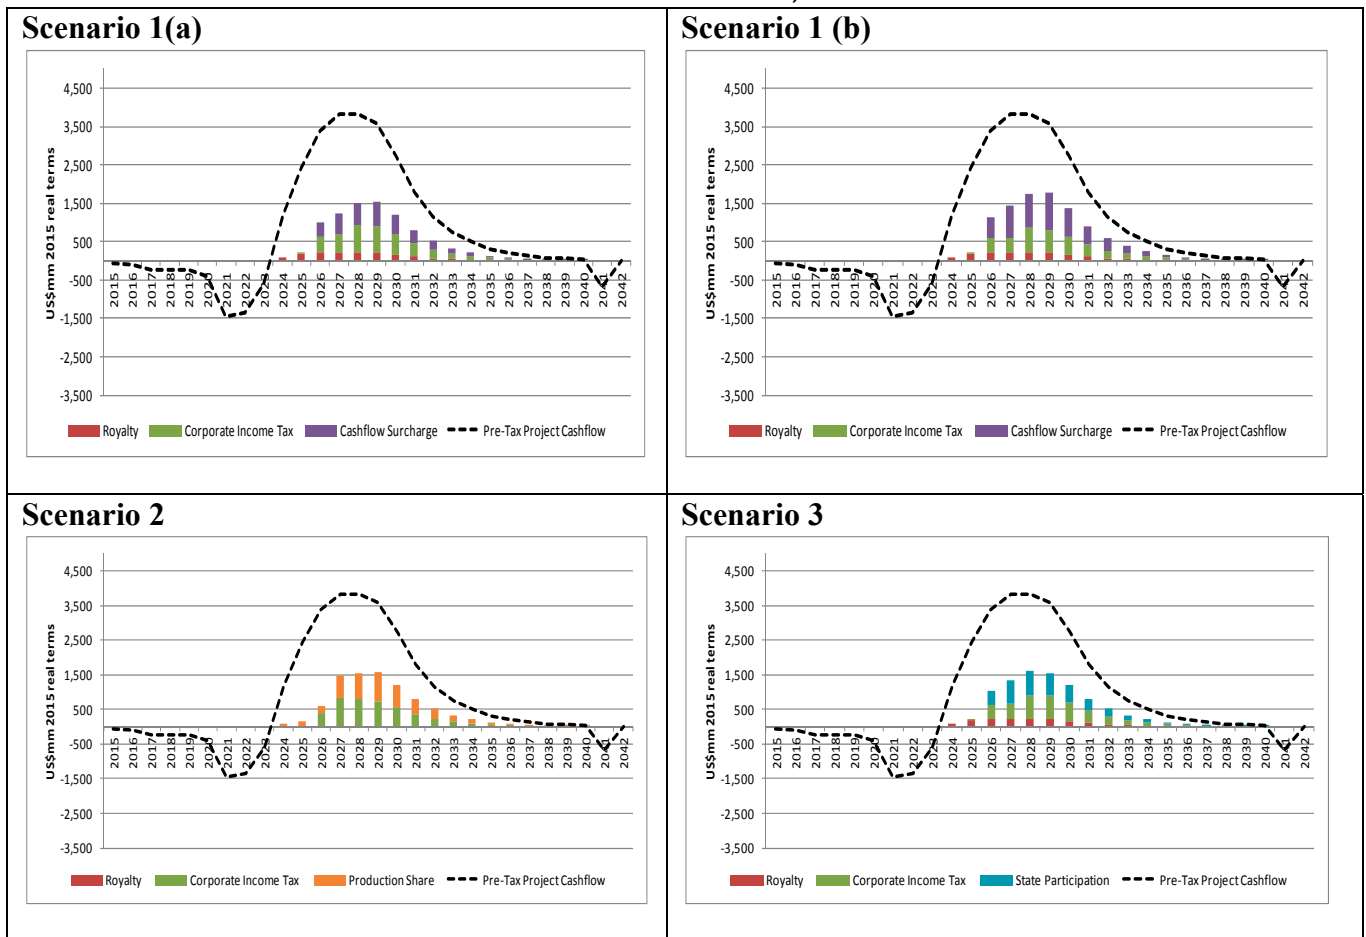 Scenario 1(a)
4,500
3,500
2,500
1,500
500
-500
-1,500
-2,500
-3,500
US$mm 2015 real terms
2015 2016 2017 2018 2019 2020 2021 2022 2023 2024 2025 2026 2027 2028 2029 2030 2031 2032 2033 2034 2035 2036 2037 2038 2039 2040 2041 2042
Royalty Corporate Income Tax Cashflow Surcharge Pre-Tax Project Cashflow
Scenario 1 (b)
4,500
3,500
2,500
1,500
500
-500
-1,500
-2,500
-3,500
US$mm 2015 real terms
2015 2016 2017 2018 2019 2020 2021 2022 2023 2024 2025 2026 2027 2028 2029 2030 2031 2032 2033 2034 2035 2036 2037 2038 2039 2040 2041 2042
Royalty Corporate Income Tax Cashflow Surcharge Pre-Tax Project Cashflow
Scenario 2
4,500
3,500
2,500
1,500
500
-500
-1,500
-2,500
-3,500
US$mm 2015 real terms
2015 2016 2017 2018 2019 2020 2021 2022 2023 2024 2025 2026 2027 2028 2029 2030 2031 2032 2033 2034 2035 2036 2037 2038 2039 2040 2041 2042
Royalty Corporate Income Tax Production Share Pre-Tax Project Cashflow
Scenario 3
4,500
3,500
2,500
1,500
500
-500
-1,500
-2,500
-3,500
US$mm 2015 real terms
2015 2016 2017 2018 2019 2020 2021 2022 2023 2024 2025 2026 2027 2028 2029 2030 2031 2032 2033 2034 2035 2036 2037 2038 2039 2040 2041 2042
Royalty Corporate Income Tax State Participation Pre-Tax Project Cashflow